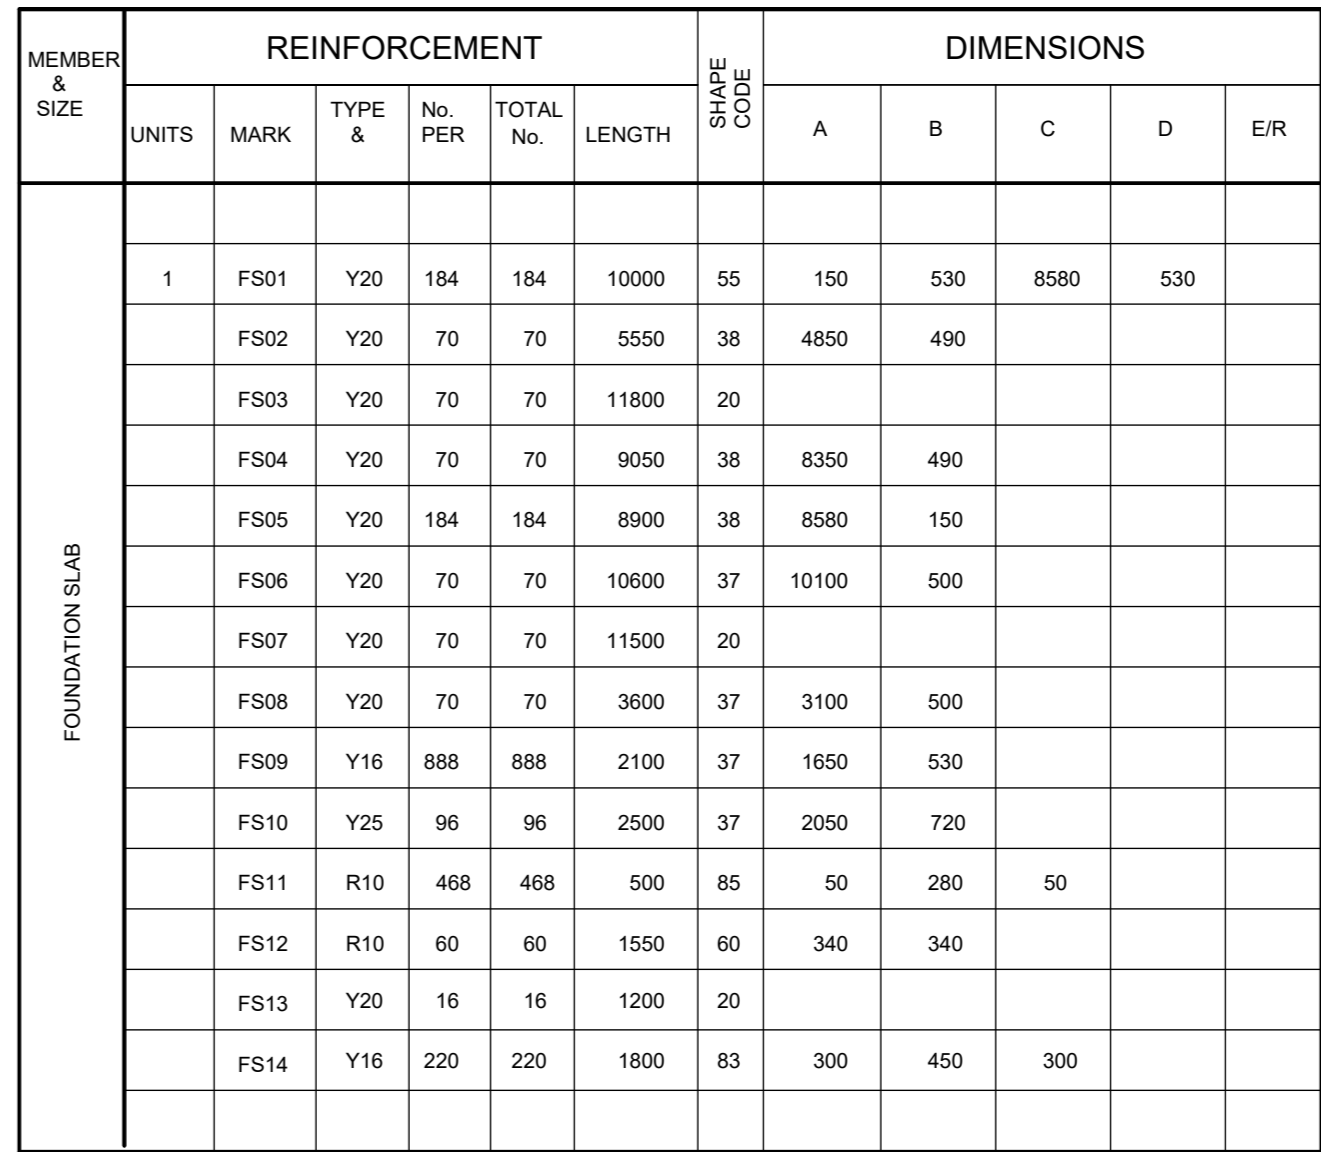 MEMBER & SIZE REINFORCEMENT SHAPE CODE DIMENSIONS
UNITS MARK TYPE & No. PER TOTAL No. LENGTH A B C D E/R
FOUNDATION SLAB
1 FS01 Y20 184 184 10000 55 150 530 8580 530
FS02 Y20 70 70 5550 38 4850 490
FS03 Y20 70 70 11800 20
FS04 Y20 70 70 9050 38 8350 490
FS05 Y20 184 184 8900 38 8580 150
FS06 Y20 70 70 10600 37 10100 500
FS07 Y20 70 70 11500 20
FS08 Y20 70 70 3600 37 3100 500
FS09 Y16 888 888 2100 37 1650 530
FS10 Y25 96 96 2500 37 2050 720
FS11 R10 468 468 500 85 50 280 50
FS12 R10 60 60 1550 60 340 340
FS13 Y20 16 16 1200 20
FS14 Y16 220 220 1800 83 300 450 300